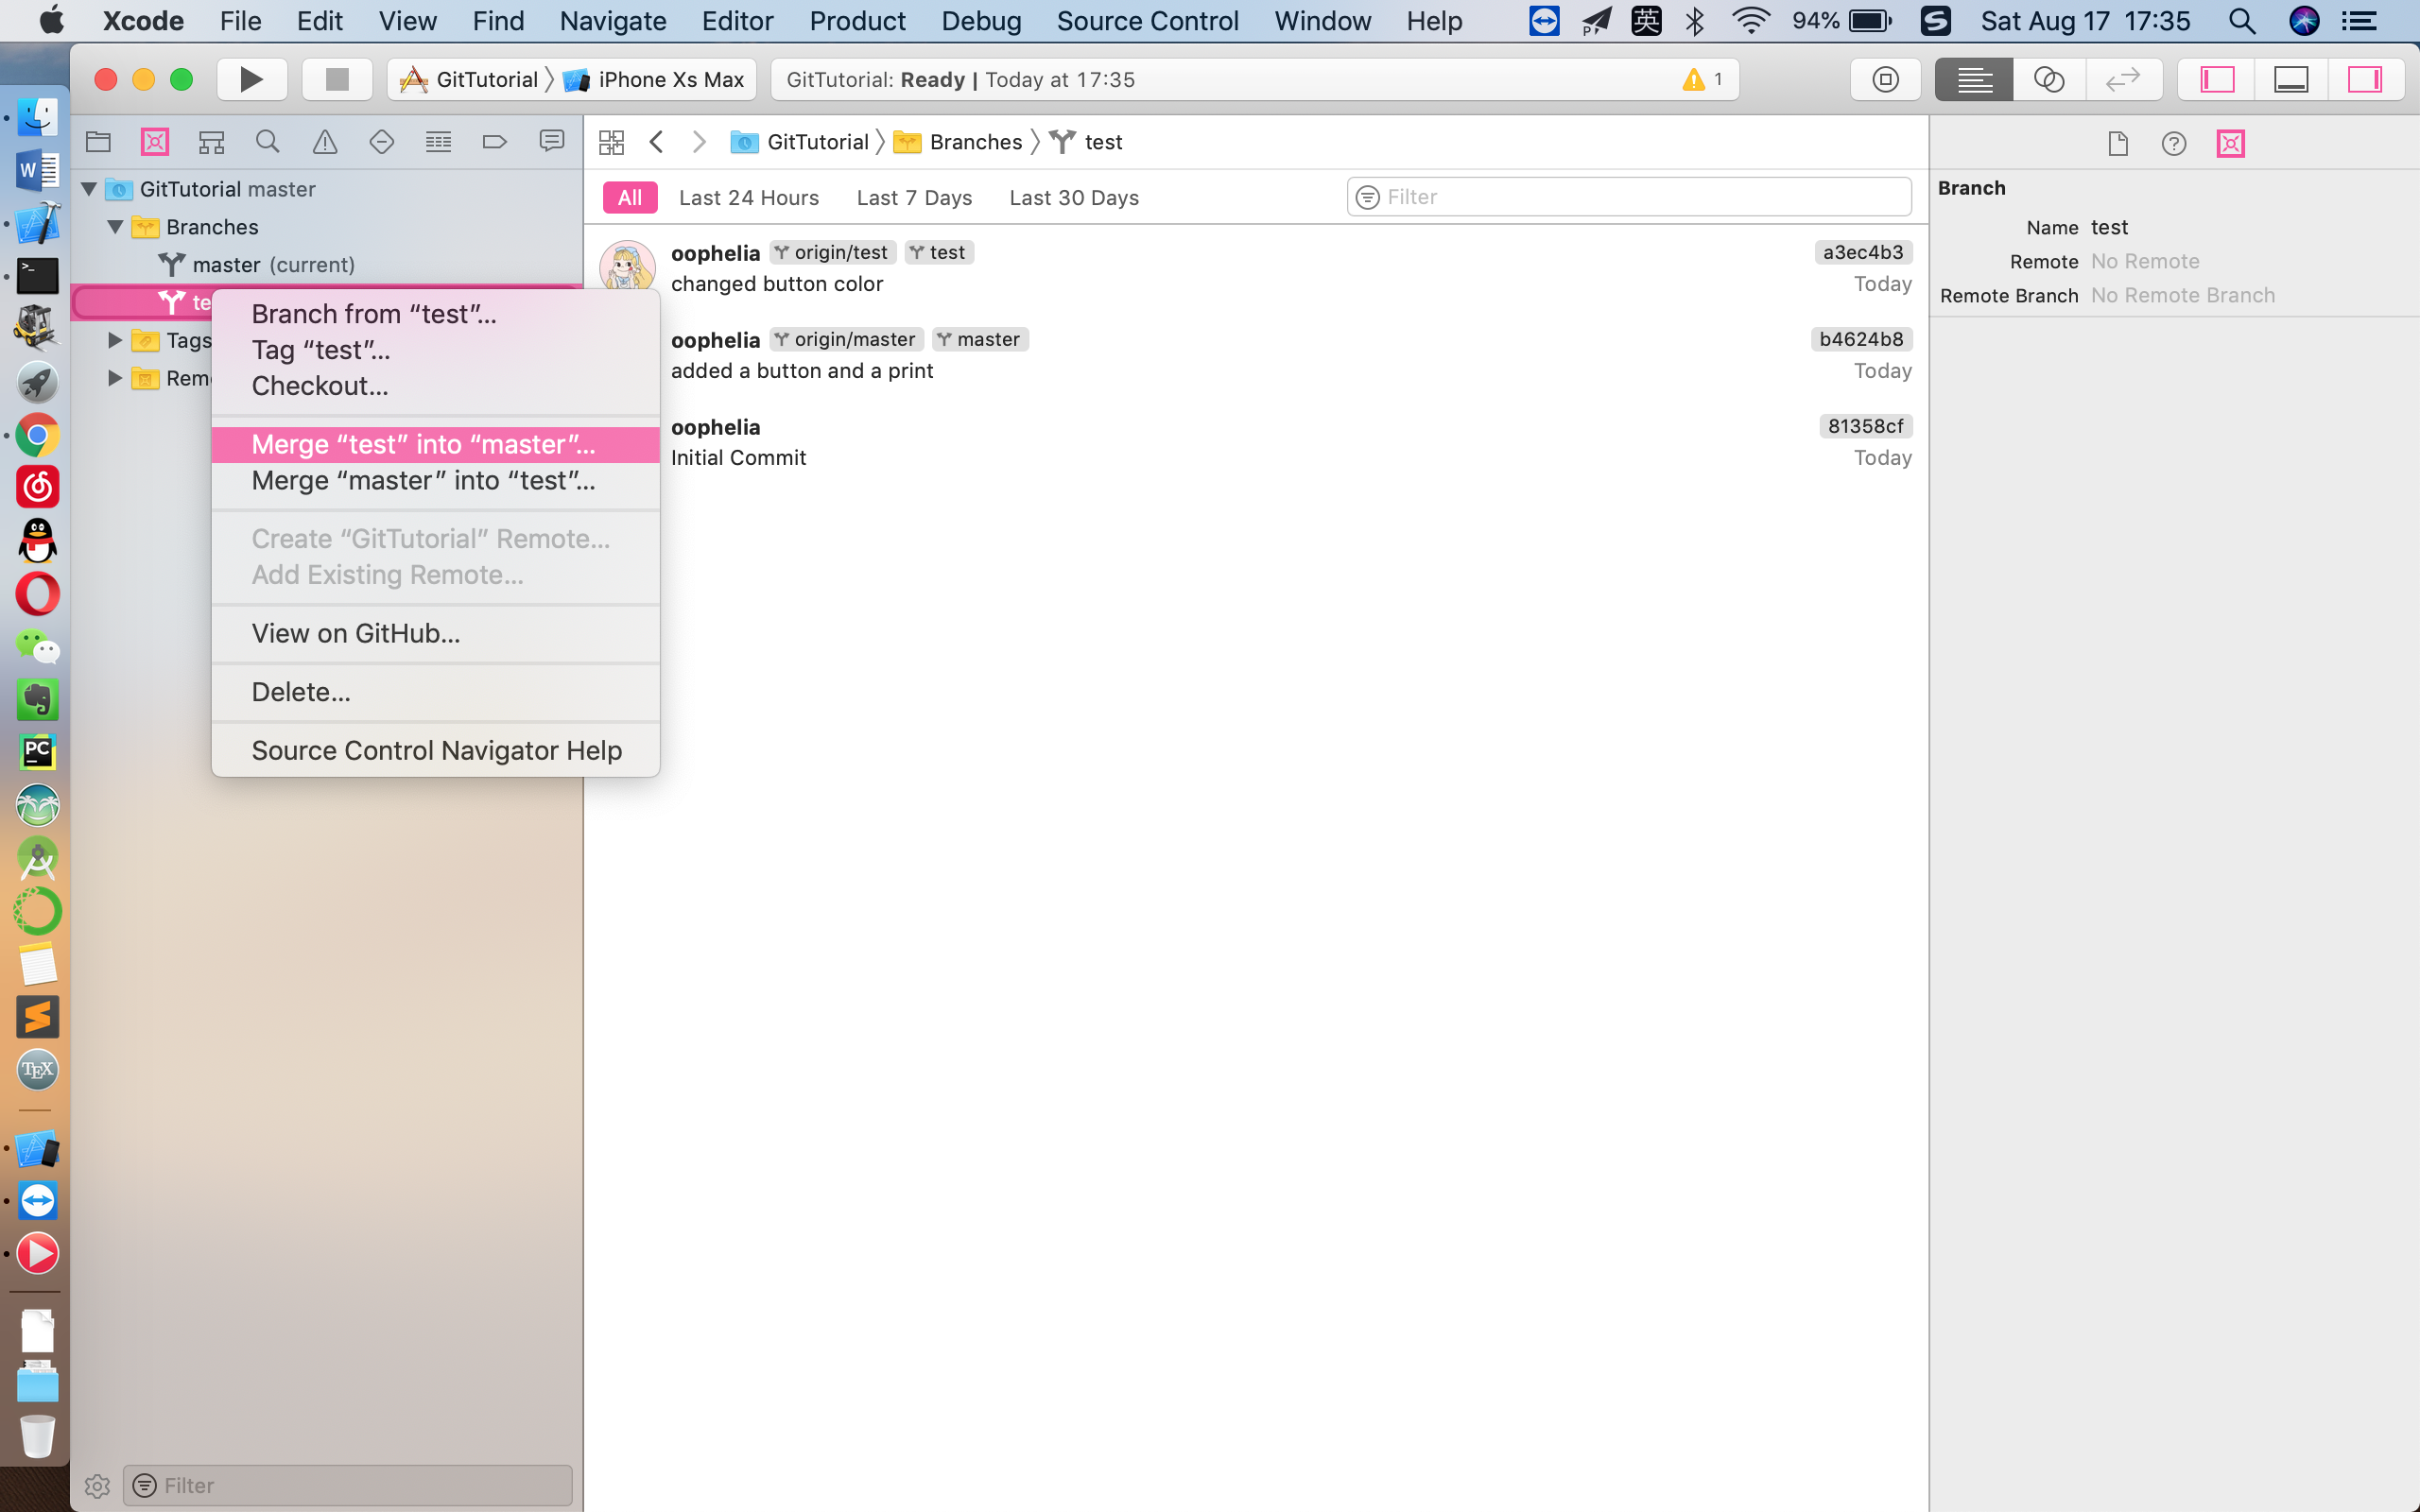 Xcode File Edit View Find Navigate Editor Product Debug Source Control Window Help 英 94% Sat Aug 17 17:35
GitTutorial iPhone Xs Max GitTutorial: Ready | Today at 17:35 1
GitTutorial master
Branches
master (current)
te
Tags
Rem
Branch from “test”...
Tag “test”...
Checkout...
Merge “test” into “master”...
Merge “master” into “test”...
Create “GitTutorial” Remote...
Add Existing Remote...
View on GitHub...
Delete...
Source Control Navigator Help
Filter
GitTutorial Branches test
All Last 24 Hours Last 7 Days Last 30 Days Filter
oophelia origin/test test a3ec4b3
changed button color Today
oophelia origin/master master b4624b8
added a button and a print Today
oophelia 81358cf
Initial Commit Today
Branch
Name test
Remote No Remote
Remote Branch No Remote Branch
W
PC
TEX